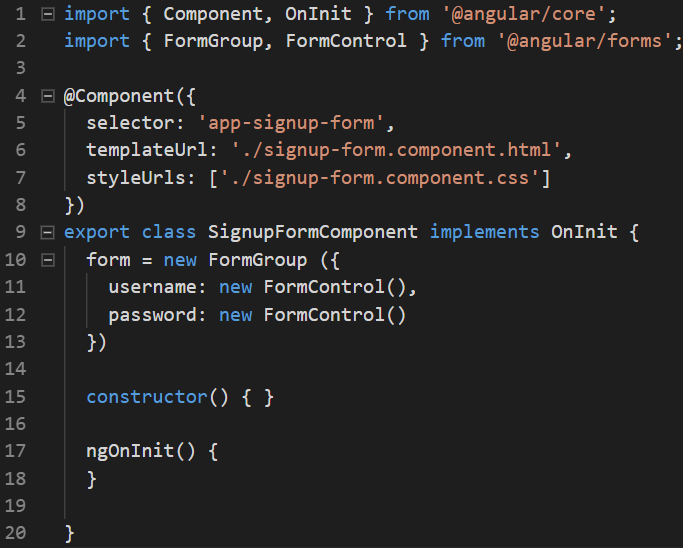 1 import { Component, OnInit } from '@angular/core';
2 import { FormGroup, FormControl } from '@angular/forms';
3
4 @Component({
5   selector: 'app-signup-form',
6   templateUrl: './signup-form.component.html',
7   styleUrls: ['./signup-form.component.css']
8 })
9 export class SignupFormComponent implements OnInit {
10   form = new FormGroup ({
11     username: new FormControl(),
12     password: new FormControl()
13   })
14
15   constructor() { }
16
17   ngOnInit() {
18   }
19
20 }